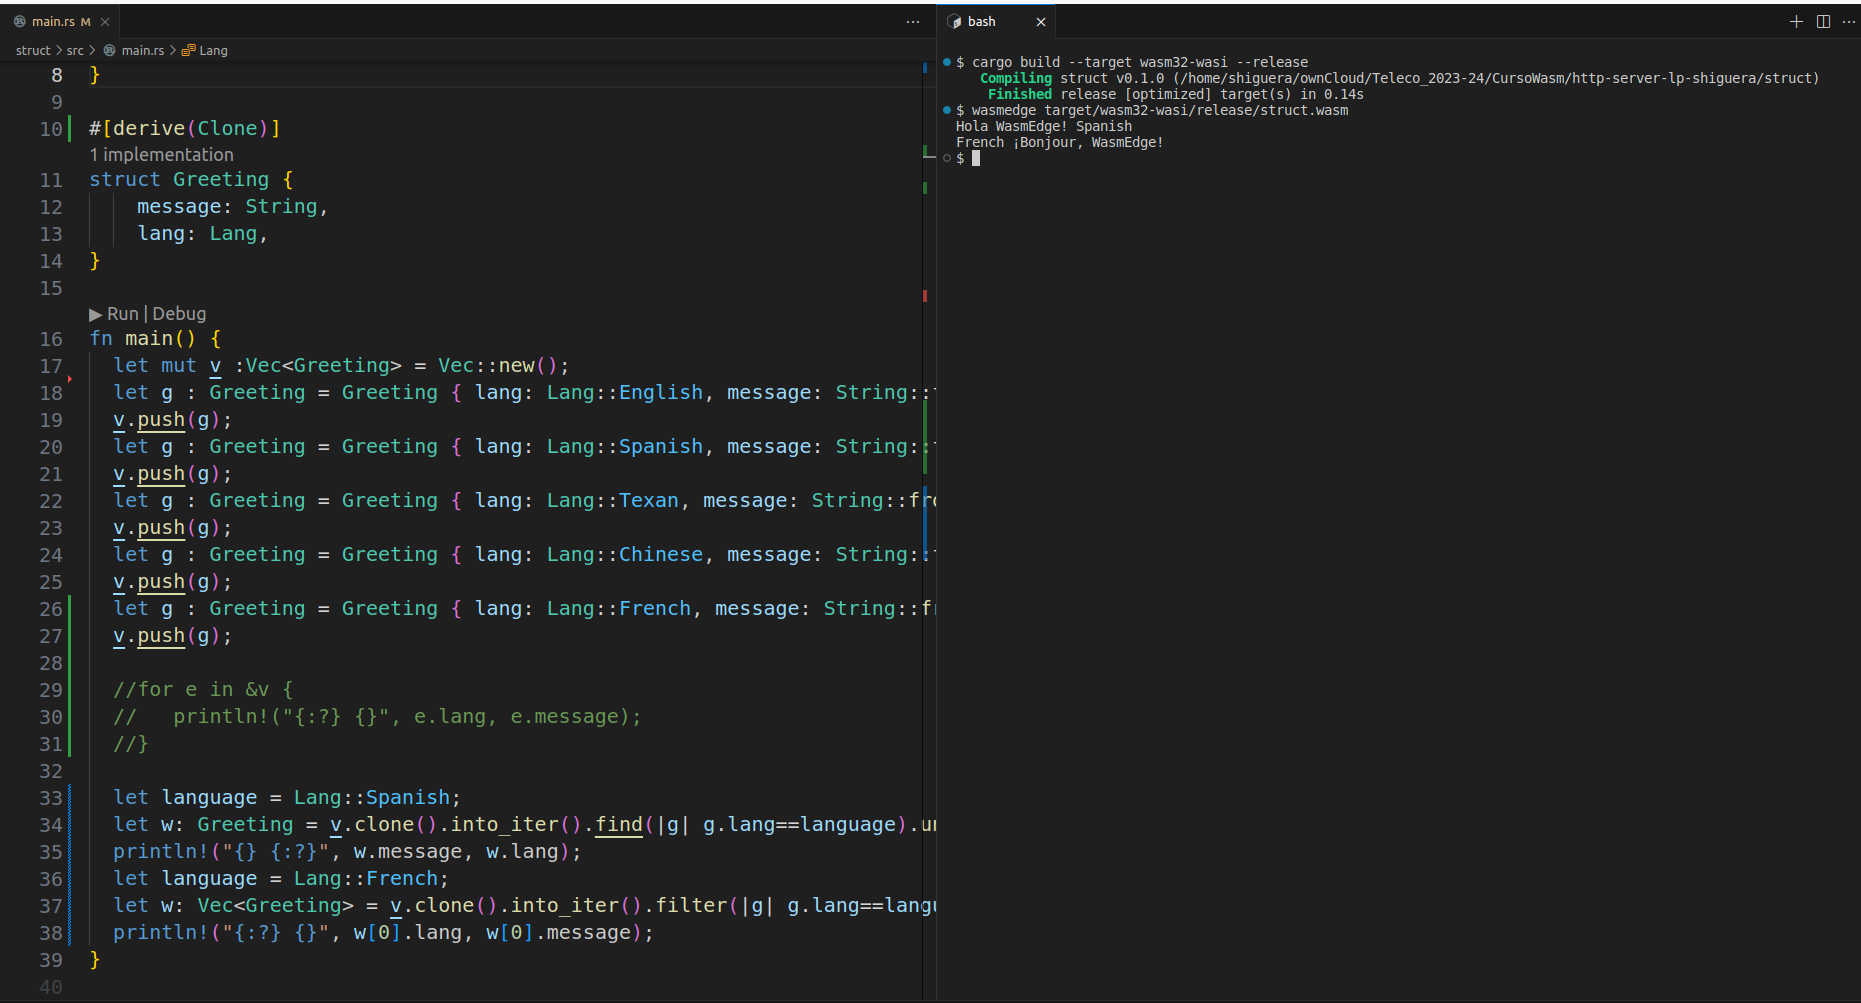 main.rs M
struct > src > main.rs > Lang
8 }
9
10 #[derive(Clone)]
1 implementation
11 struct Greeting {
12 message: String,
13 lang: Lang,
14 }
15
▶ Run | Debug
16 fn main() {
17 let mut v :Vec<Greeting> = Vec::new();
18 let g : Greeting = Greeting { lang: Lang::English, message: String::
19 v.push(g);
20 let g : Greeting = Greeting { lang: Lang::Spanish, message: String::
21 v.push(g);
22 let g : Greeting = Greeting { lang: Lang::Texan, message: String::fro
23 v.push(g);
24 let g : Greeting = Greeting { lang: Lang::Chinese, message: String::
25 v.push(g);
26 let g : Greeting = Greeting { lang: Lang::French, message: String::fr
27 v.push(g);
28
29 //for e in &v {
30 //   println!("{:?} {}", e.lang, e.message);
31 //}
32
33 let language = Lang::Spanish;
34 let w: Greeting = v.clone().into_iter().find(|g| g.lang==language).un
35 println!("{} {:?}", w.message, w.lang);
36 let language = Lang::French;
37 let w: Vec<Greeting> = v.clone().into_iter().filter(|g| g.lang==langu
38 println!("{:?} {}", w[0].lang, w[0].message);
39 }
40
bash
$ cargo build --target wasm32-wasi --release
Compiling struct v0.1.0 (/home/shiguera/ownCloud/Teleco_2023-24/CursoWasm/http-server-lp-shiguera/struct)
Finished release [optimized] target(s) in 0.14s
$ wasmedge target/wasm32-wasi/release/struct.wasm
Hola WasmEdge! Spanish
French ¡Bonjour, WasmEdge!
$